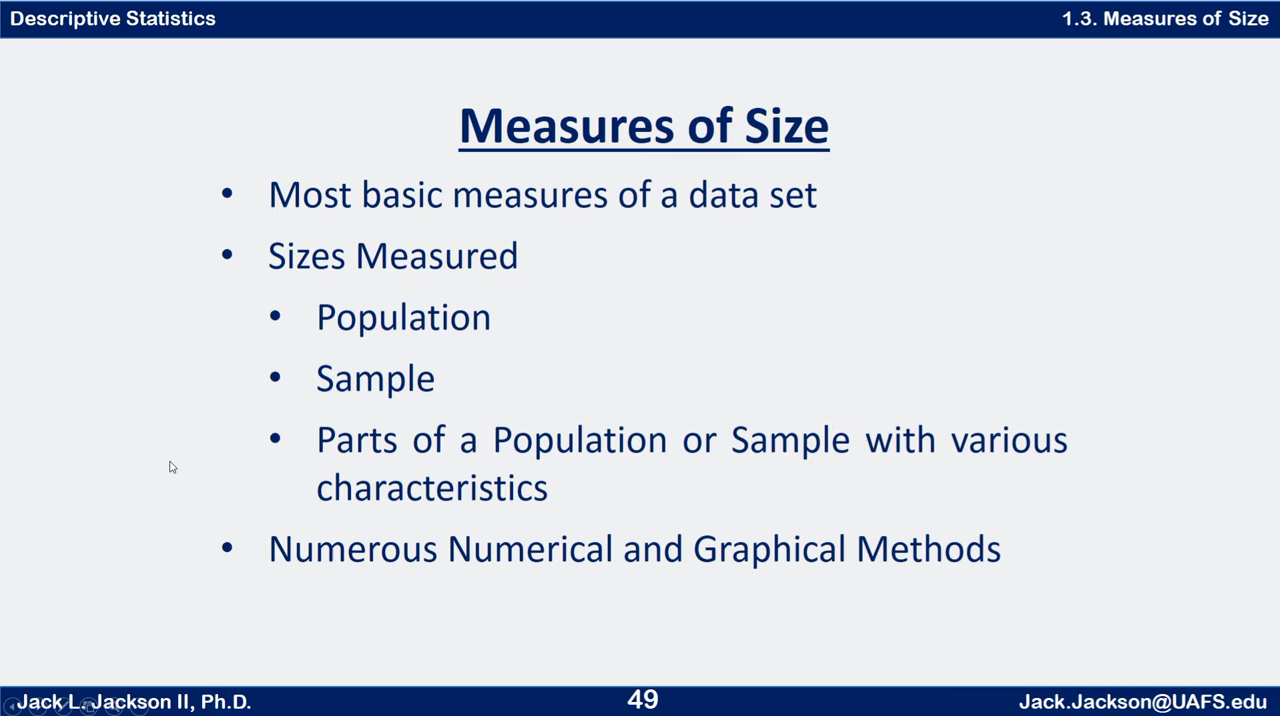 Descriptive Statistics
1.3. Measures of Size
Measures of Size
• Most basic measures of a data set
• Sizes Measured
• Population
• Sample
• Parts of a Population or Sample with various
characteristics
• Numerous Numerical and Graphical Methods
Jack L. Jackson II, Ph.D.
49
Jack.Jackson@UAFS.edu